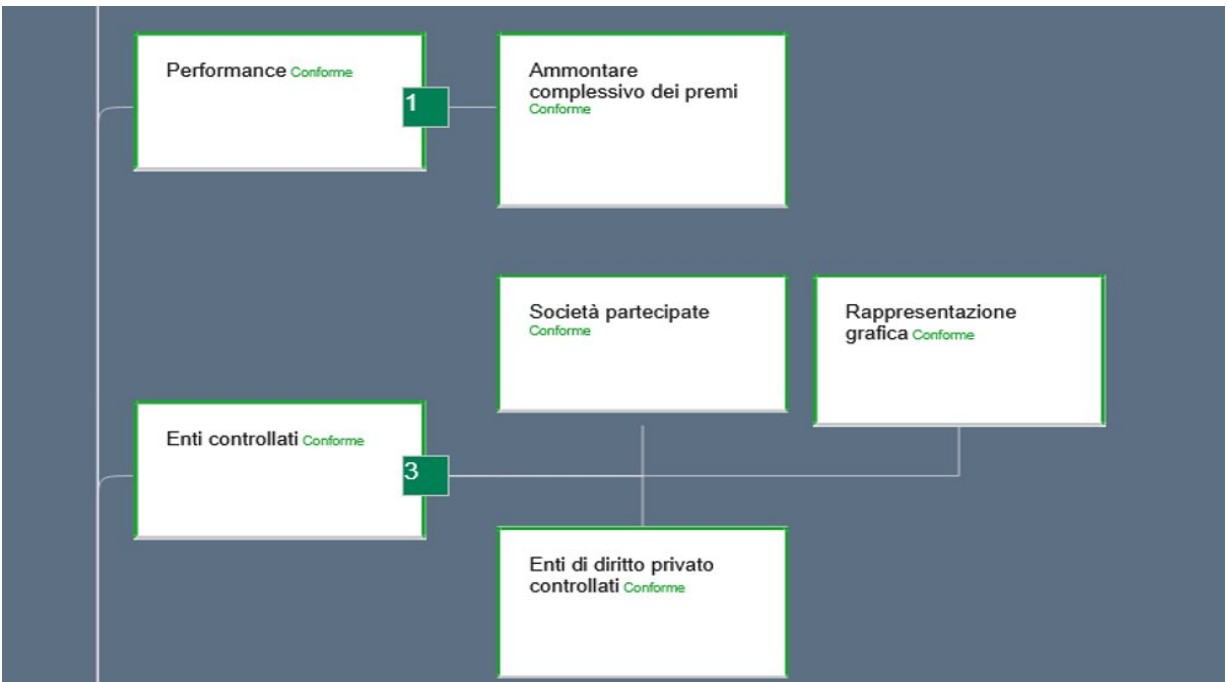 Performance Conforme
1
Ammontare
complessivo dei premi
Conforme
Società partecipate
Conforme
Rappresentazione
grafica Conforme
Enti controllati Conforme
3
Enti di diritto privato
controllati Conforme